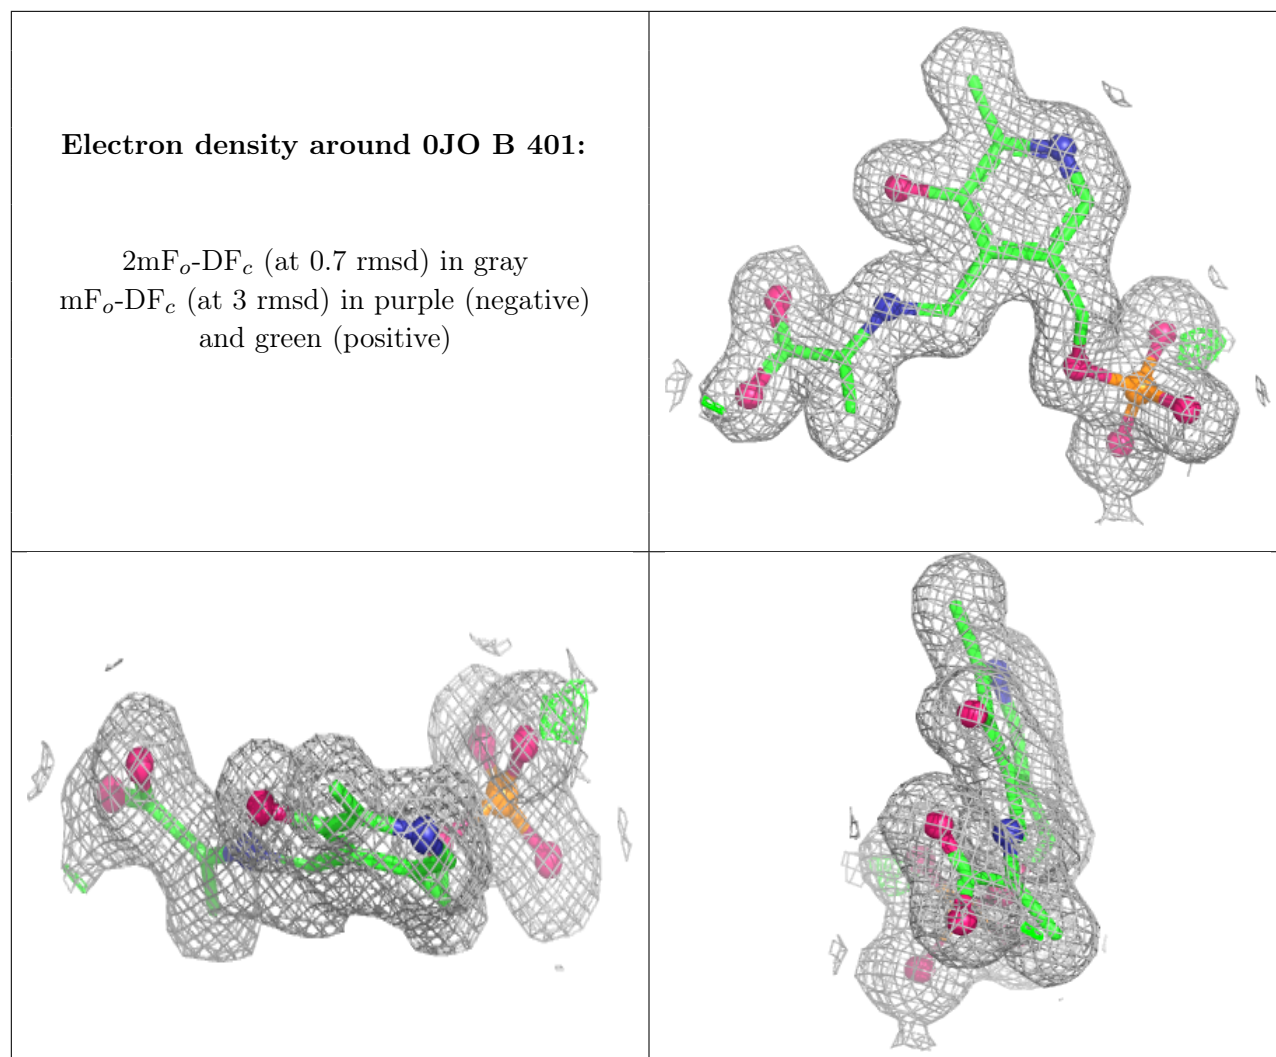 Electron density around 0JO B 401:
2mFo-DFc (at 0.7 rmsd) in gray
mFo-DFc (at 3 rmsd) in purple (negative)
and green (positive)